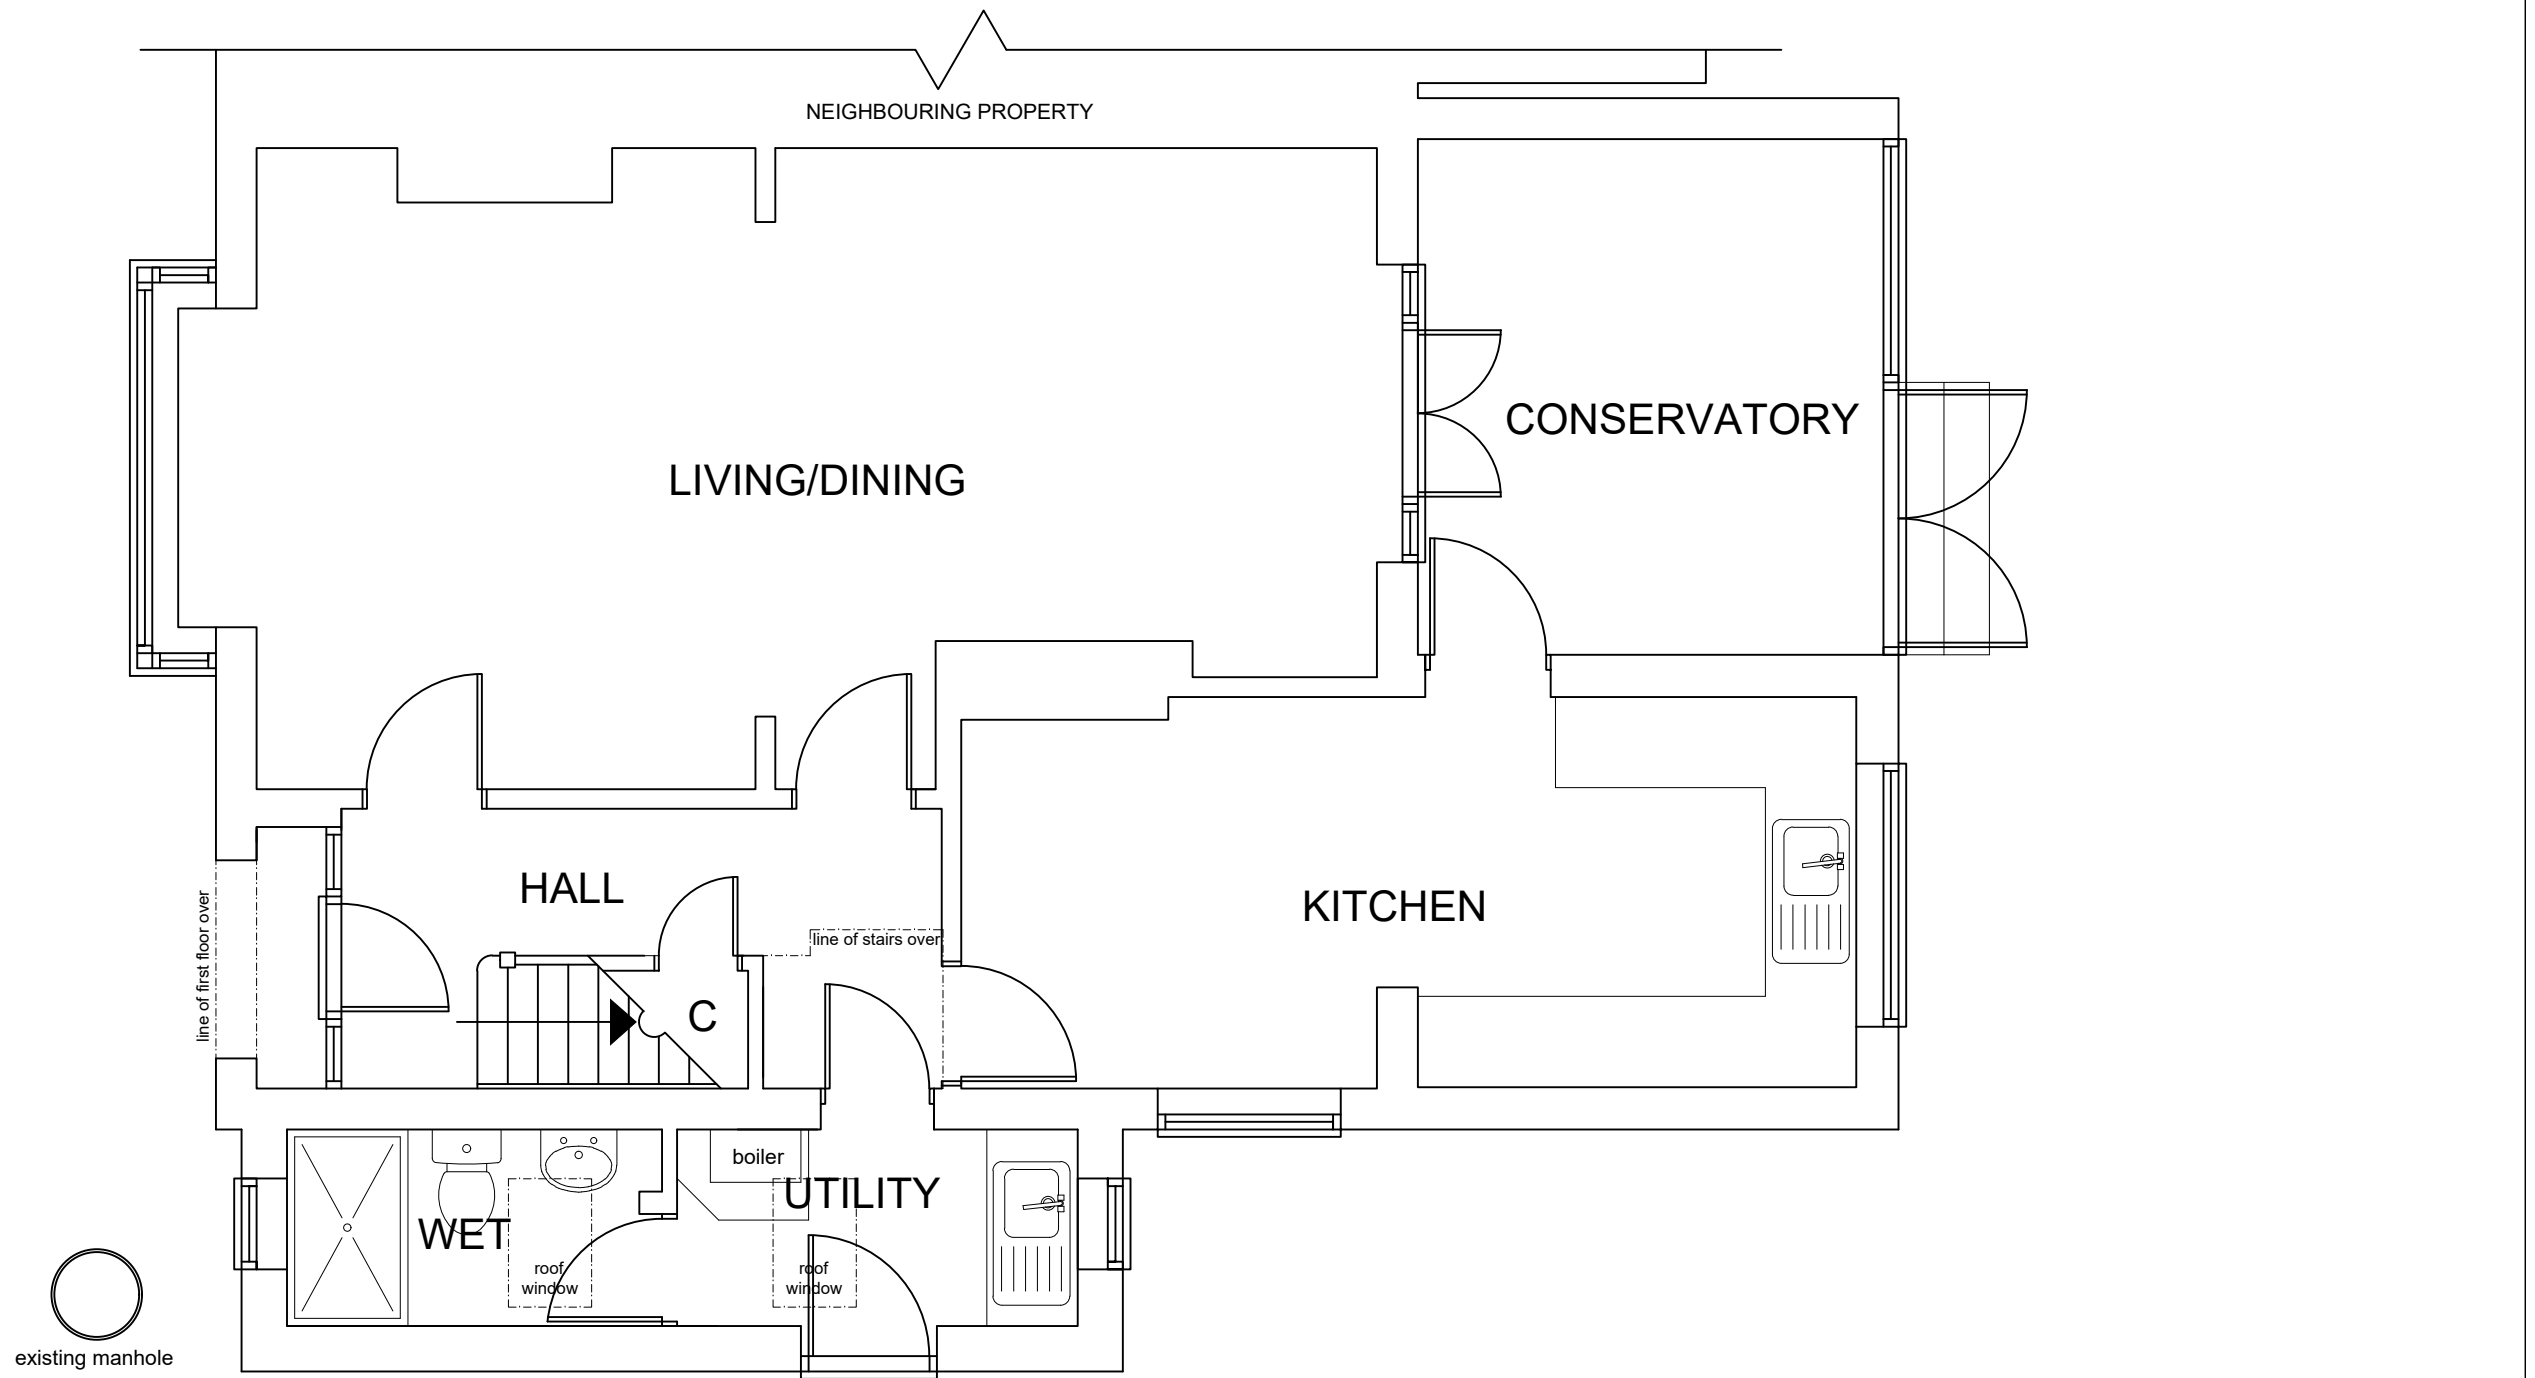 NEIGHBOURING PROPERTY
CONSERVATORY
LIVING/DINING
HALL
KITCHEN
line of first floor over
line of stairs over
C
boiler
UTILITY
WET
roof
window
roof
window
existing manhole